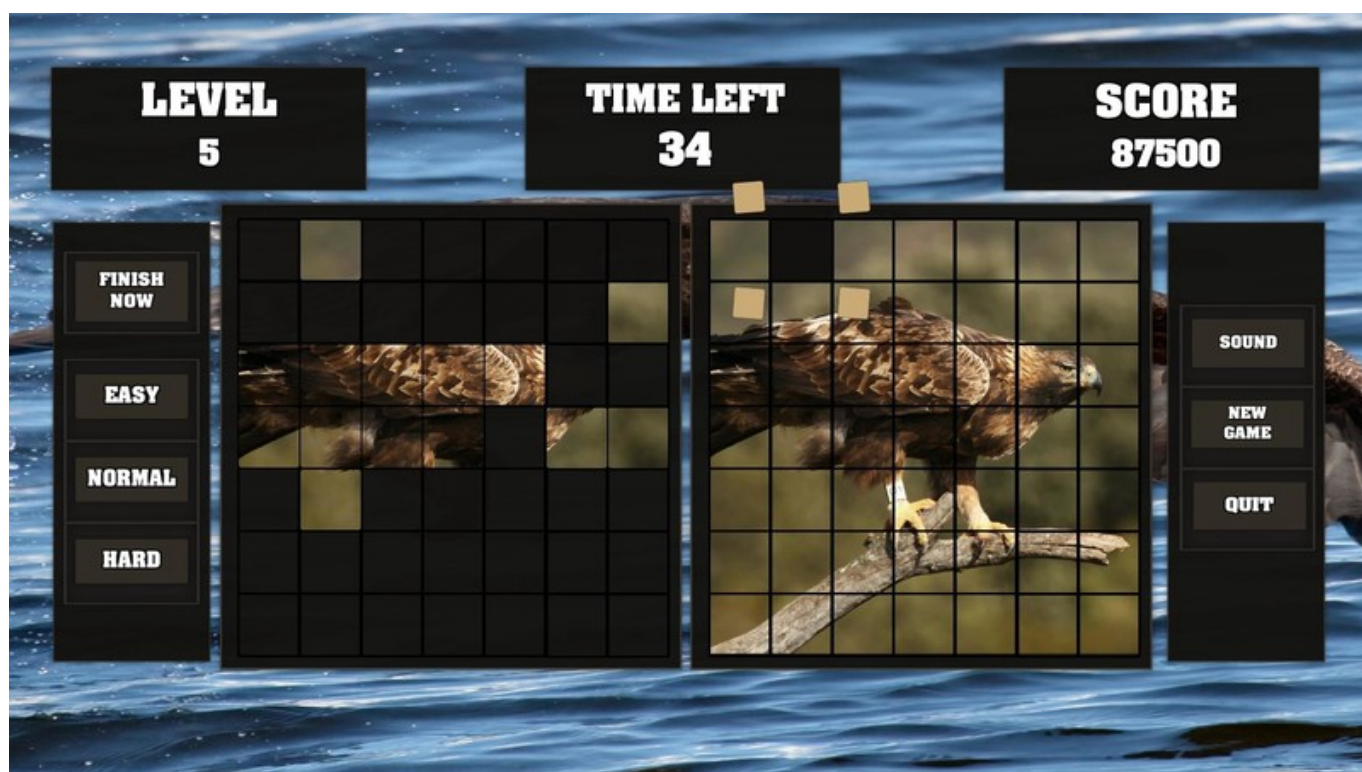 LEVEL
5
TIME LEFT
34
SCORE
87500
FINISH
NOW
EASY
NORMAL
HARD
SOUND
NEW
GAME
QUIT